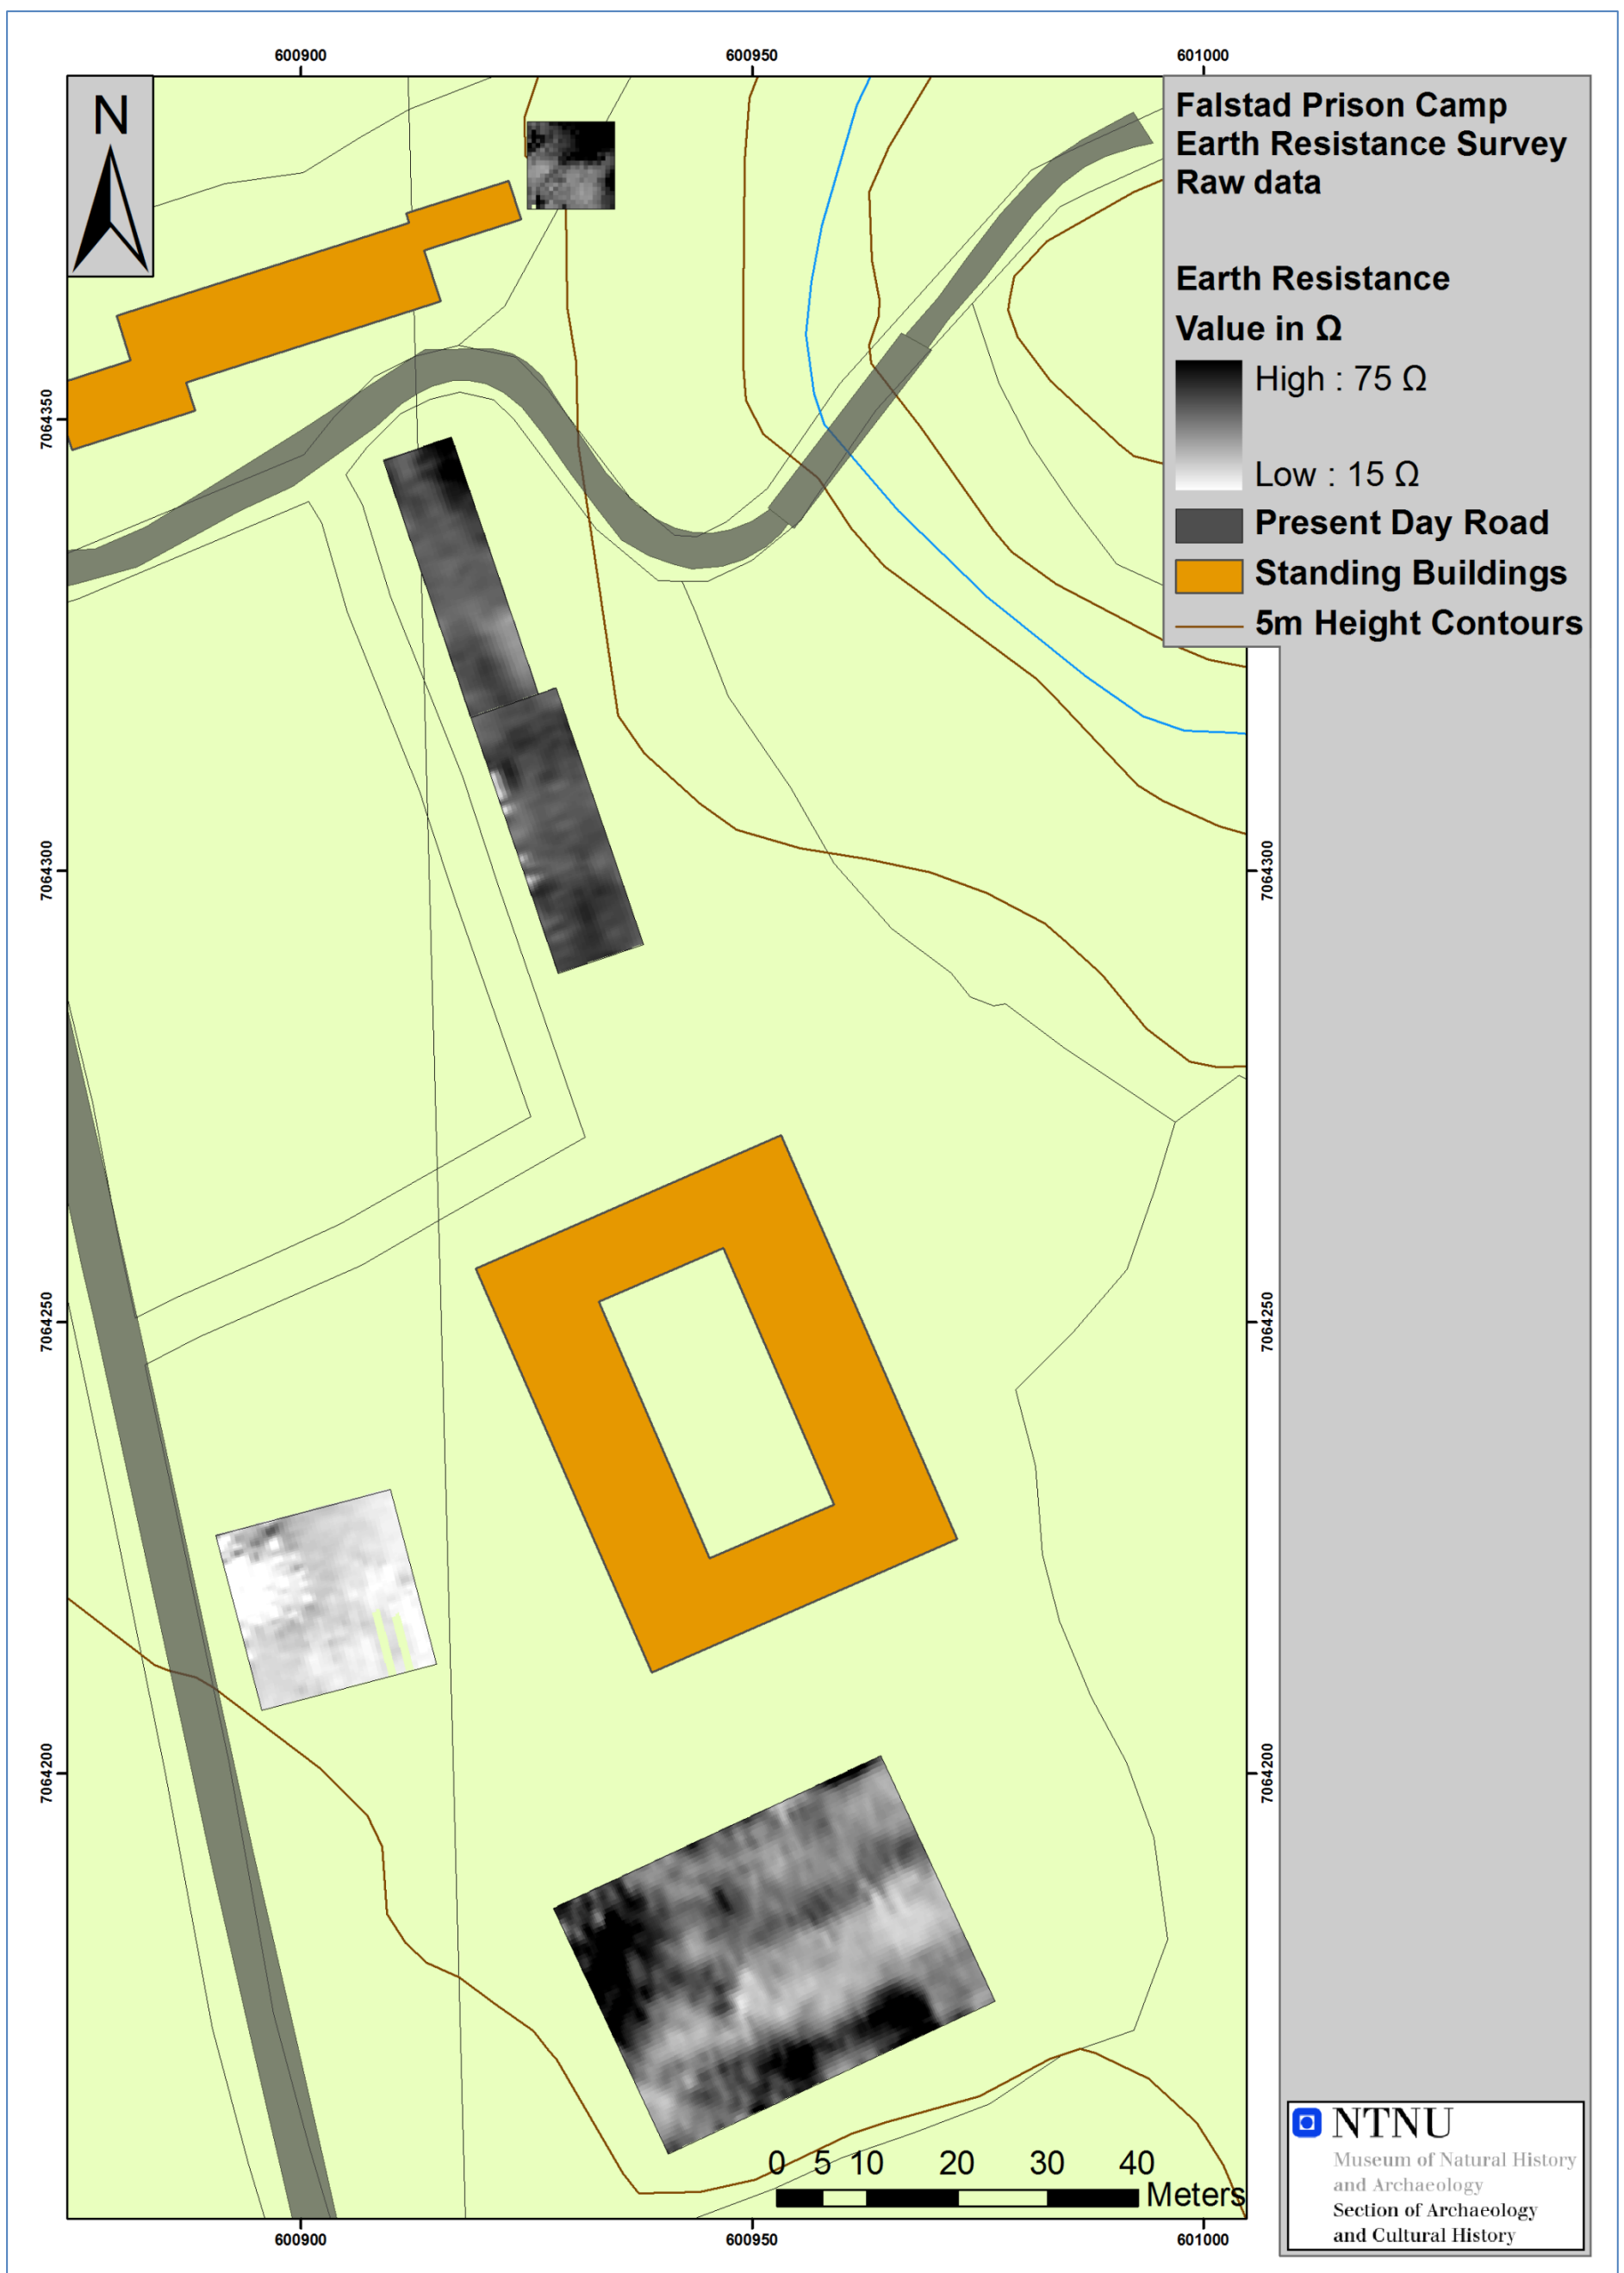 600900
600950
601000
N
Falstad Prison Camp
Earth Resistance Survey
Raw data
Earth Resistance
Value in Ω
High : 75 Ω
Low : 15 Ω
Present Day Road
Standing Buildings
5m Height Contours
7064350
7064300
7064300
7064250
7064250
7064200
7064200
0 5 10 20 30 40
Meters
600900
600950
601000
NTNU
Museum of Natural History
and Archaeology
Section of Archaeology
and Cultural History